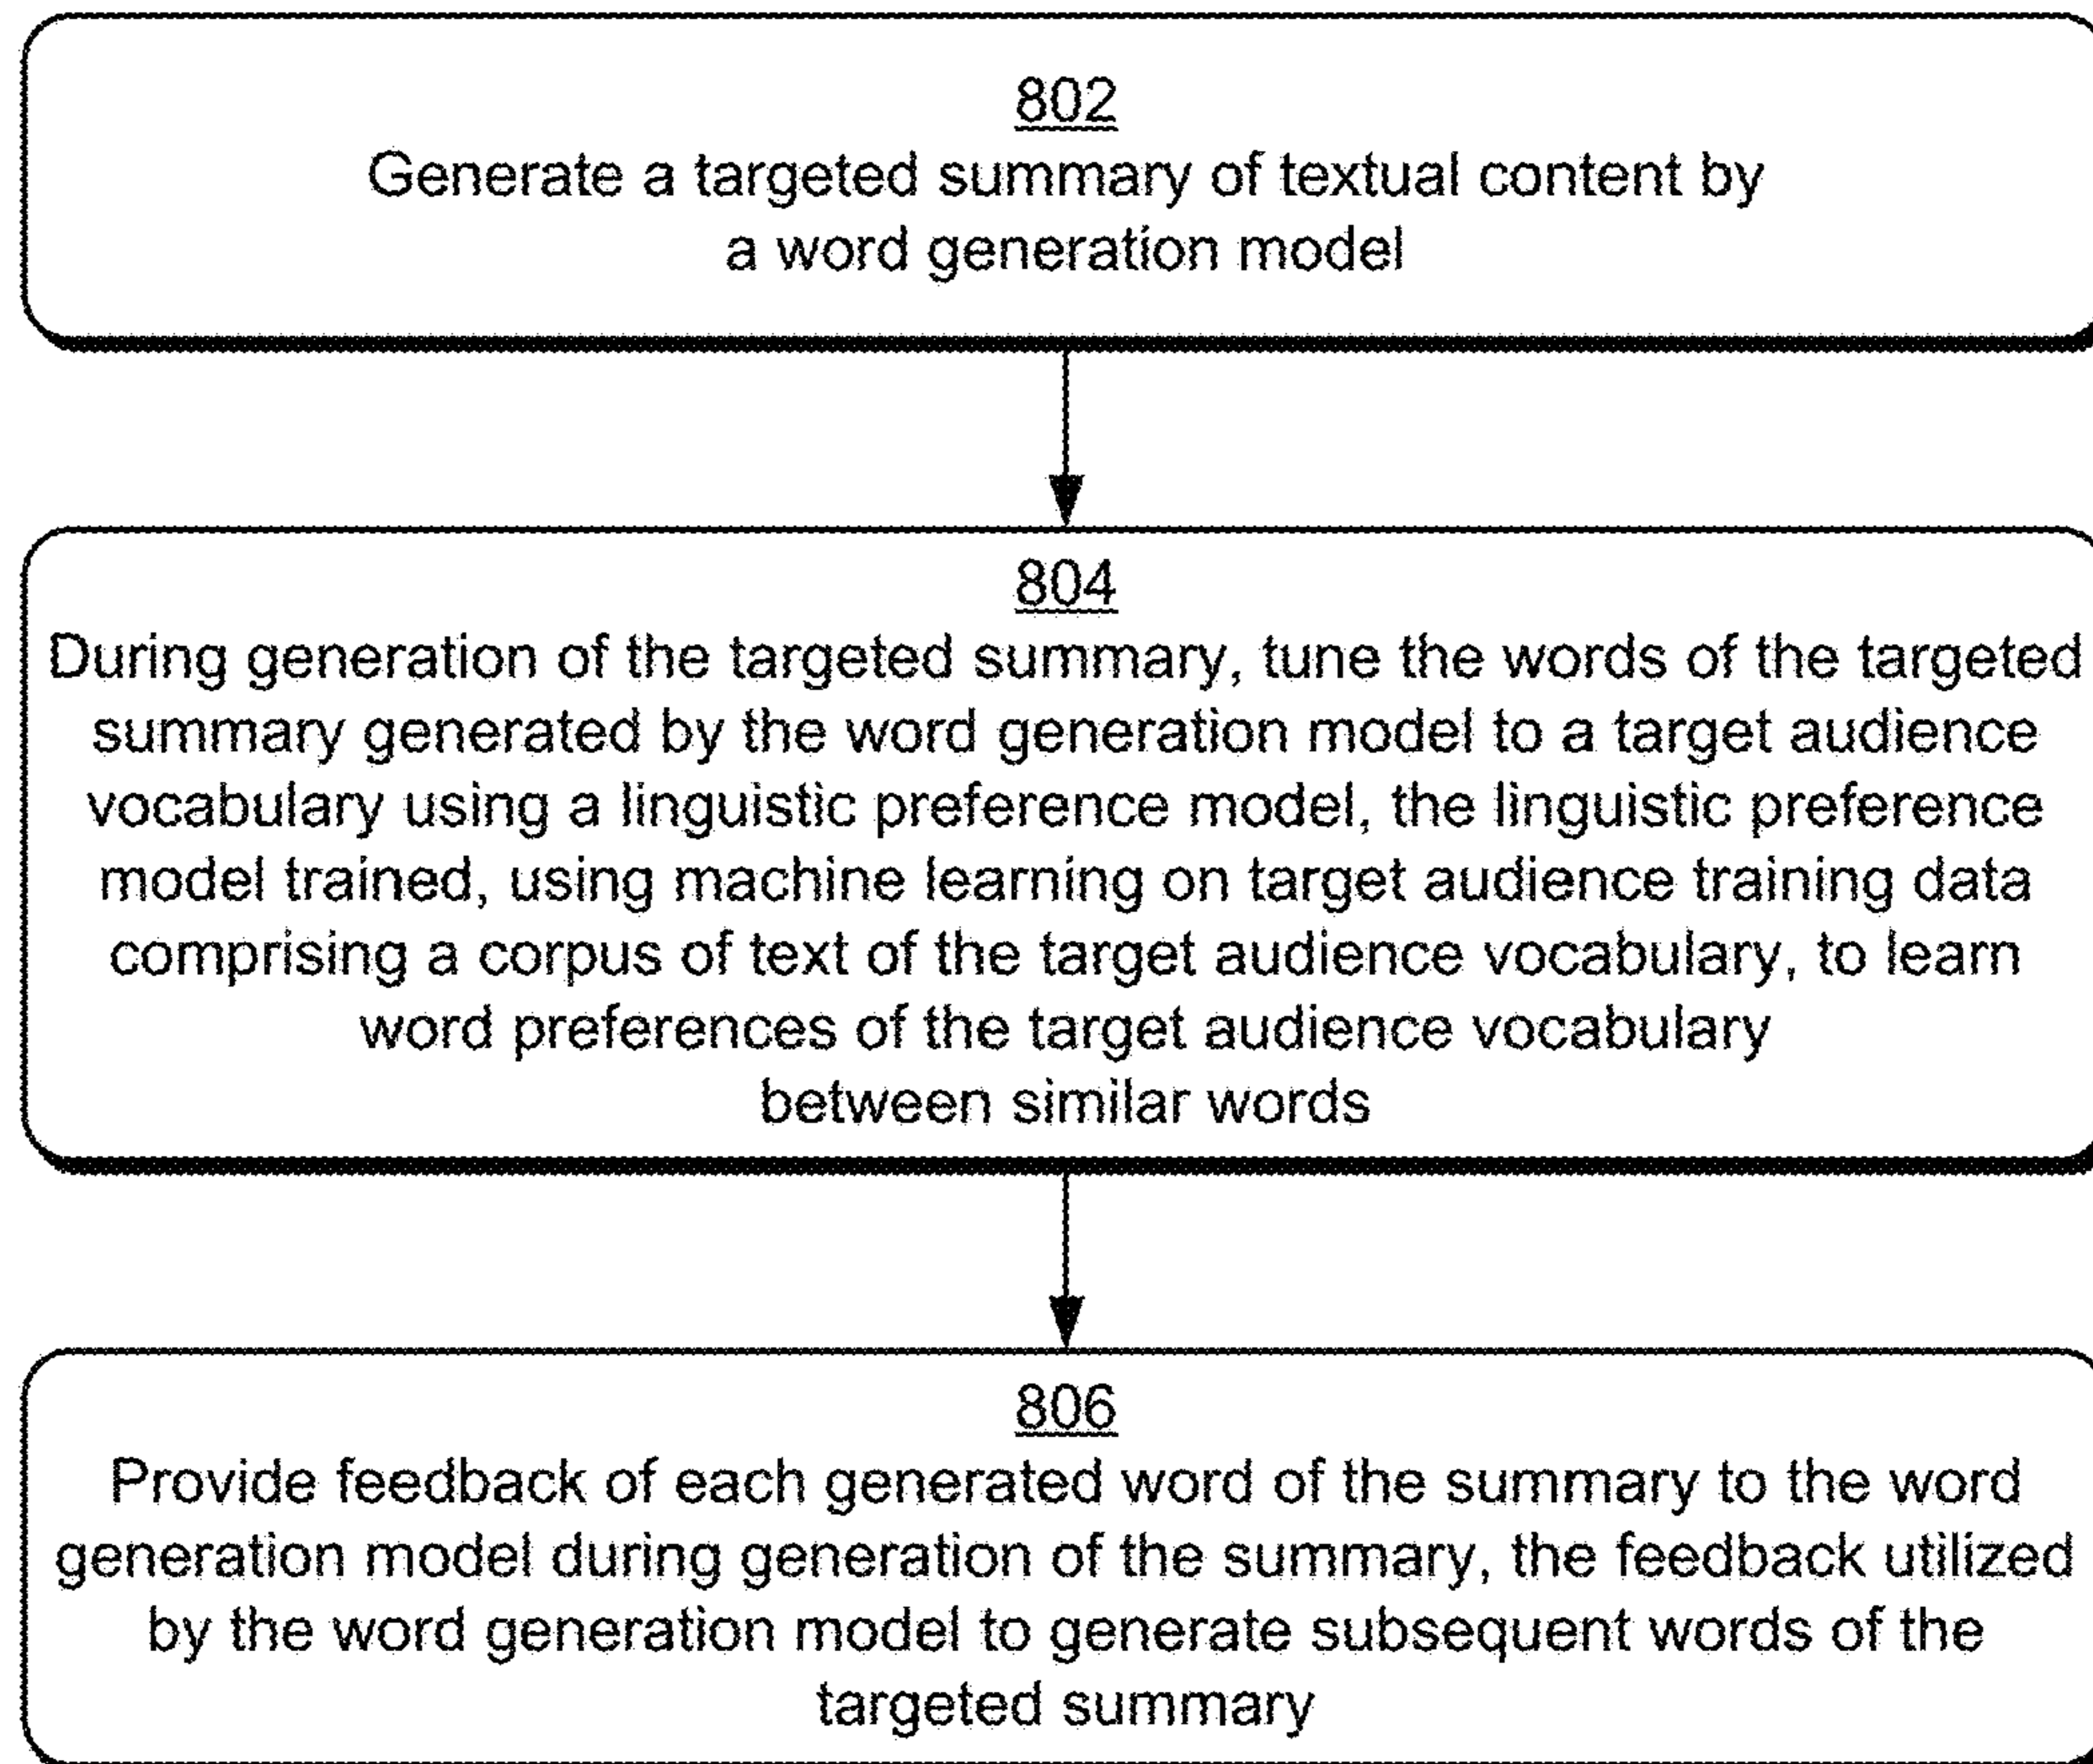 802
Generate a targeted summary of textual content by
a word generation model
804
During generation of the targeted summary, tune the words of the targeted
summary generated by the word generation model to a target audience
vocabulary using a linguistic preference model, the linguistic preference
model trained, using machine learning on target audience training data
comprising a corpus of text of the target audience vocabulary, to learn
word preferences of the target audience vocabulary
between similar words
806
Provide feedback of each generated word of the summary to the word
generation model during generation of the summary, the feedback utilized
by the word generation model to generate subsequent words of the
targeted summary